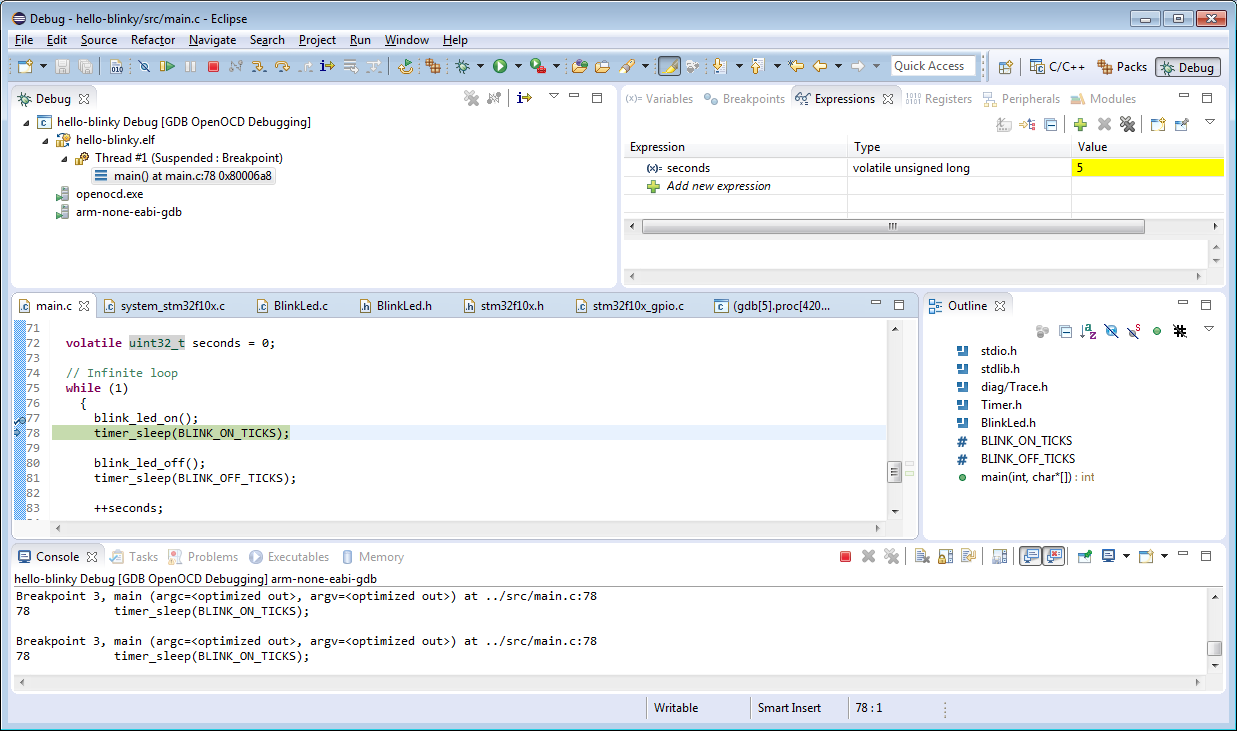 Debug - hello-blinky/src/main.c - Eclipse
File Edit Source Refactor Navigate Search Project Run Window Help
010 Quick Access C/C++ Packs Debug
Debug
hello-blinky Debug [GDB OpenOCD Debugging]
hello-blinky.elf
Thread #1 (Suspended : Breakpoint)
main() at main.c:78 0x80006a8
openocd.exe
arm-none-eabi-gdb
(x)= Variables Breakpoints Expressions Registers Peripherals Modules
Expression Type Value
(x)= seconds volatile unsigned long 5
Add new expression
main.c system_stm32f10x.c BlinkLed.c BlinkLed.h stm32f10x.h stm32f10x_gpio.c (gdb[5].proc[420...
71
72 volatile uint32_t seconds = 0;
73
74 // Infinite loop
75 while (1)
76 {
77 blink_led_on();
78 timer_sleep(BLINK_ON_TICKS);
79
80 blink_led_off();
81 timer_sleep(BLINK_OFF_TICKS);
82
83 ++seconds;
Outline
stdio.h
stdlib.h
diag/Trace.h
Timer.h
BlinkLed.h
# BLINK_ON_TICKS
# BLINK_OFF_TICKS
main(int, char*[]) : int
Console Tasks Problems Executables Memory
hello-blinky Debug [GDB OpenOCD Debugging] arm-none-eabi-gdb
Breakpoint 3, main (argc=<optimized out>, argv=<optimized out>) at ../src/main.c:78
78 timer_sleep(BLINK_ON_TICKS);
Breakpoint 3, main (argc=<optimized out>, argv=<optimized out>) at ../src/main.c:78
78 timer_sleep(BLINK_ON_TICKS);
Writable Smart Insert 78 : 1